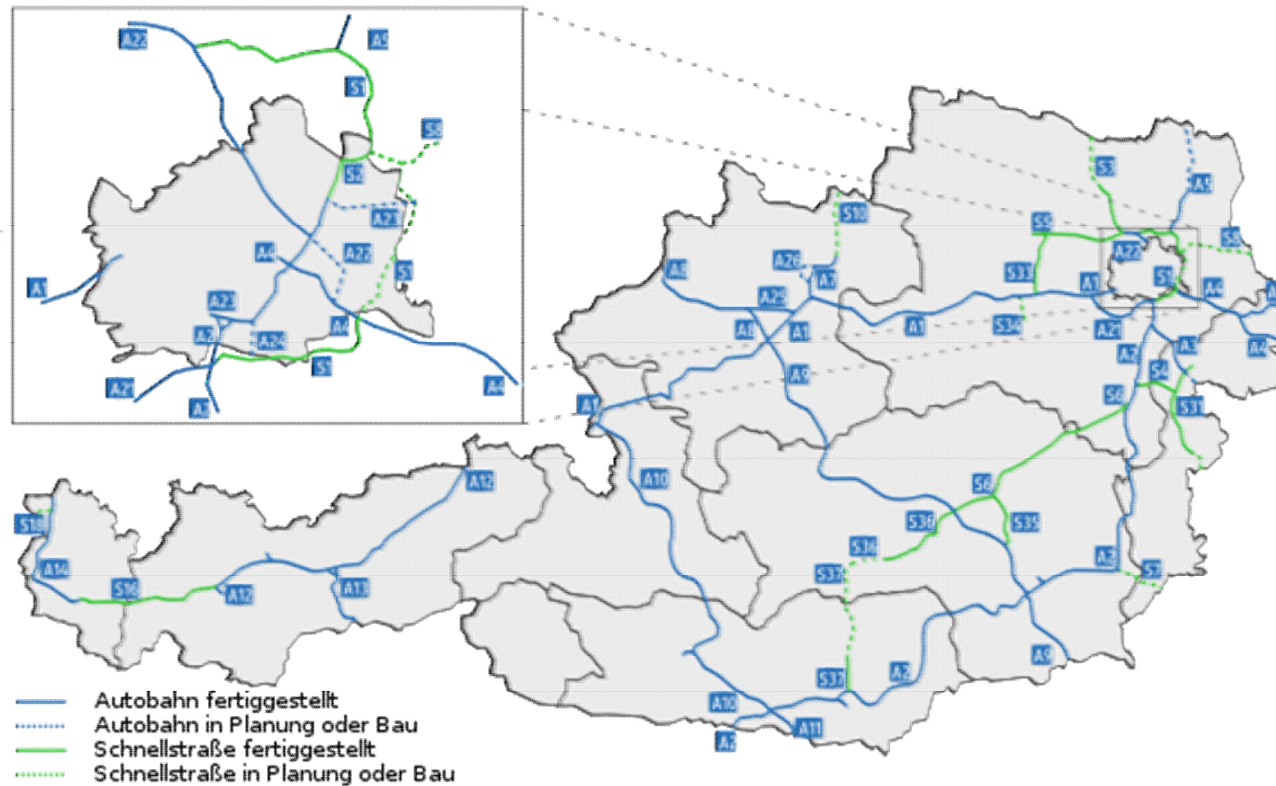 A22
A5
S1
S8
S2
A23
A4
A22
S1
A1
A23
A2
A24
A4
A21
S1
A4
A2
S3
A5
S10
S5
A22
S8
A8
A26
A7
S33
A1
S1
A4
A25
A8
A1
A1
S34
A21
A2
A3
A4
A9
S4
A1
S6
S31
A12
A10
S6
S36
S35
S18
S36
A14
S37
A2
S7
S16
A12
A13
A9
S37
A2
A10
A11
A2
Autobahn fertiggestellt
Autobahn in Planung oder Bau
Schnellstraße fertiggestellt
Schnellstraße in Planung oder Bau